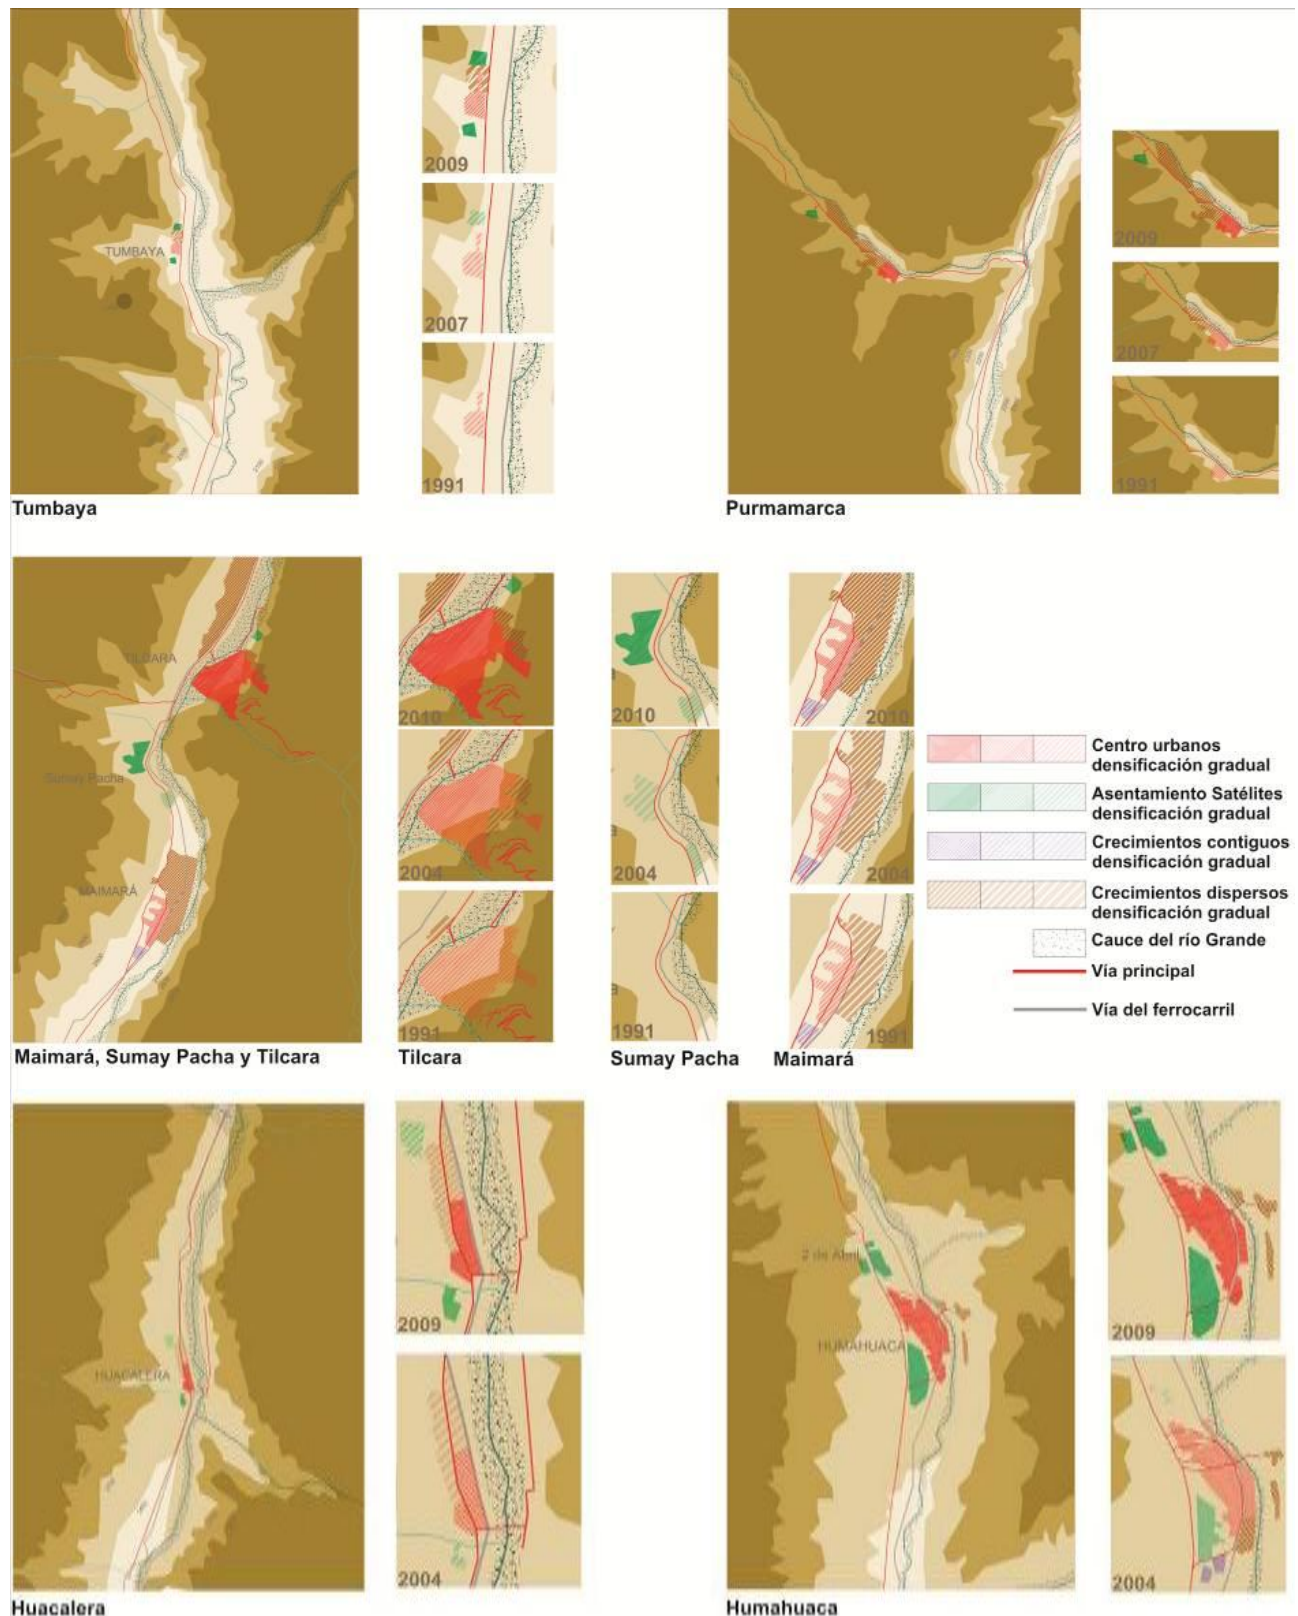 TUMBAYA
2009
2007
1991
Tumbaya
2009
2007
1991
Purmamarca
TILCARA
Sumay Pacha
MAIMARÁ
Maimará, Sumay Pacha y Tilcara
2010
2004
1991
Tilcara
2010
2004
1991
Sumay Pacha
2010
2004
1991
Maimará
Centro urbanos
densificación gradual
Asentamiento Satélites
densificación gradual
Crecimientos contiguos
densificación gradual
Crecimientos dispersos
densificación gradual
Cauce del río Grande
Vía principal
Vía del ferrocarril
HUACALERA
2009
2004
Huacalera
2 de Abril
HUMAHUACA
2009
2004
Humahuaca